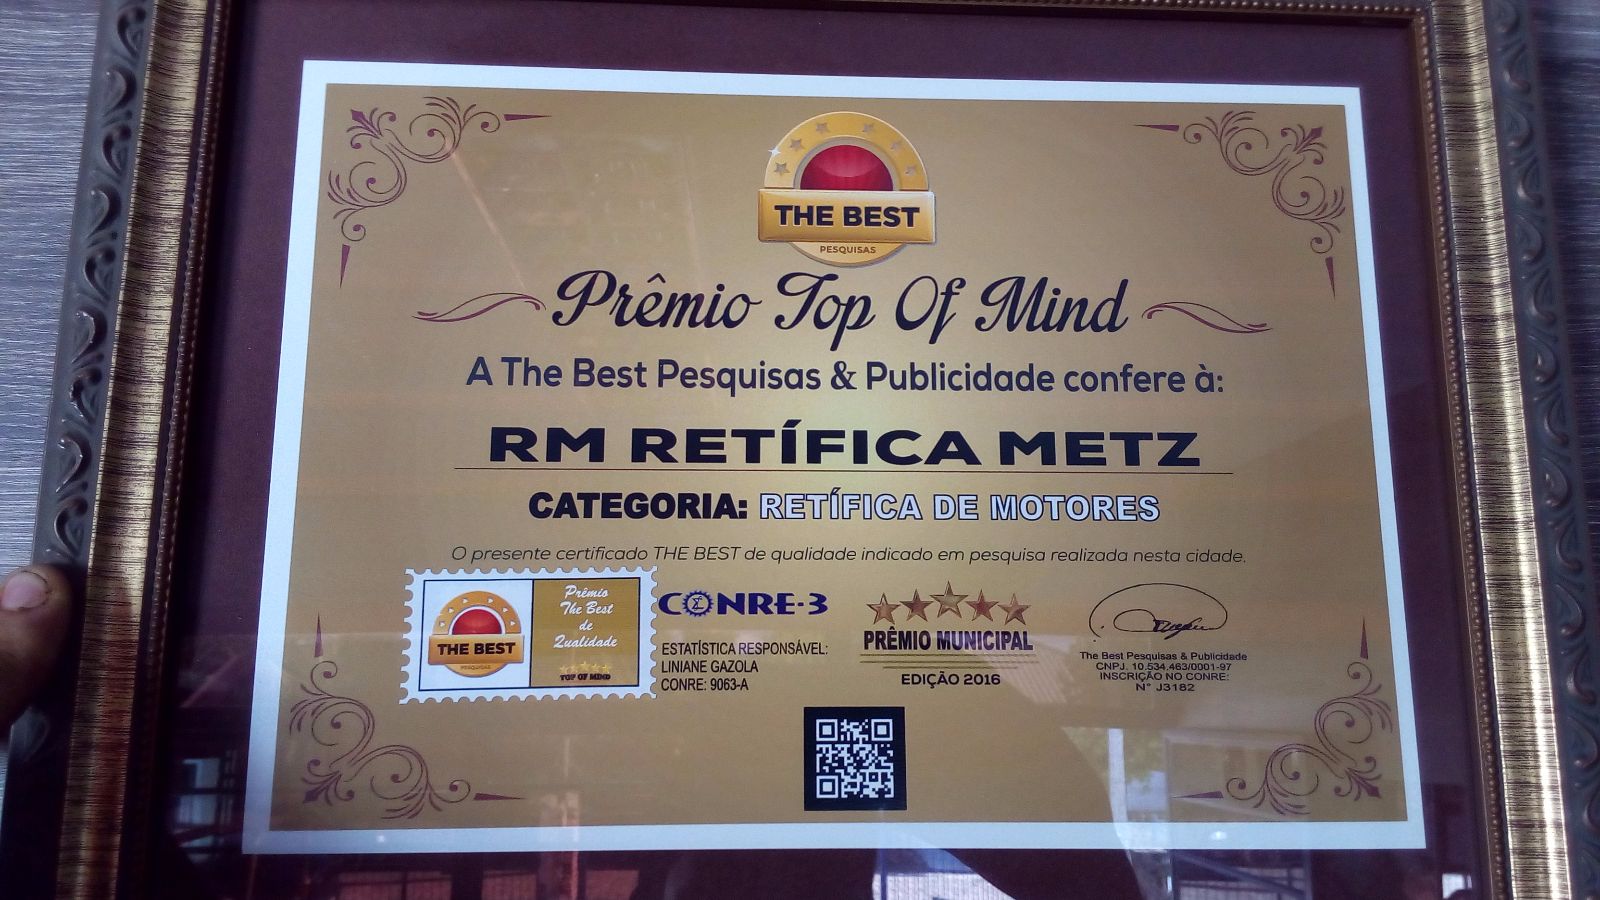 THE BEST
PESQUISAS
Prêmio Top Of Mind
A The Best Pesquisas & Publicidade confere à:
RM RETÍFICA METZ
CATEGORIA: RETÍFICA DE MOTORES
O presente certificado THE BEST de qualidade indicado em pesquisa realizada nesta cidade.
THE BEST
PESQUISAS
Prêmio
The Best
de
Qualidade
TOP OF MIND
CONRE-3
ESTATÍSTICA RESPONSÁVEL:
LINIANE GAZOLA
CONRE: 9063-A
PRÊMIO MUNICIPAL
EDIÇÃO 2016
The Best Pesquisas & Publicidade
CNPJ. 10.534.463/0001-97
INSCRIÇÃO NO CONRE:
N° J3182